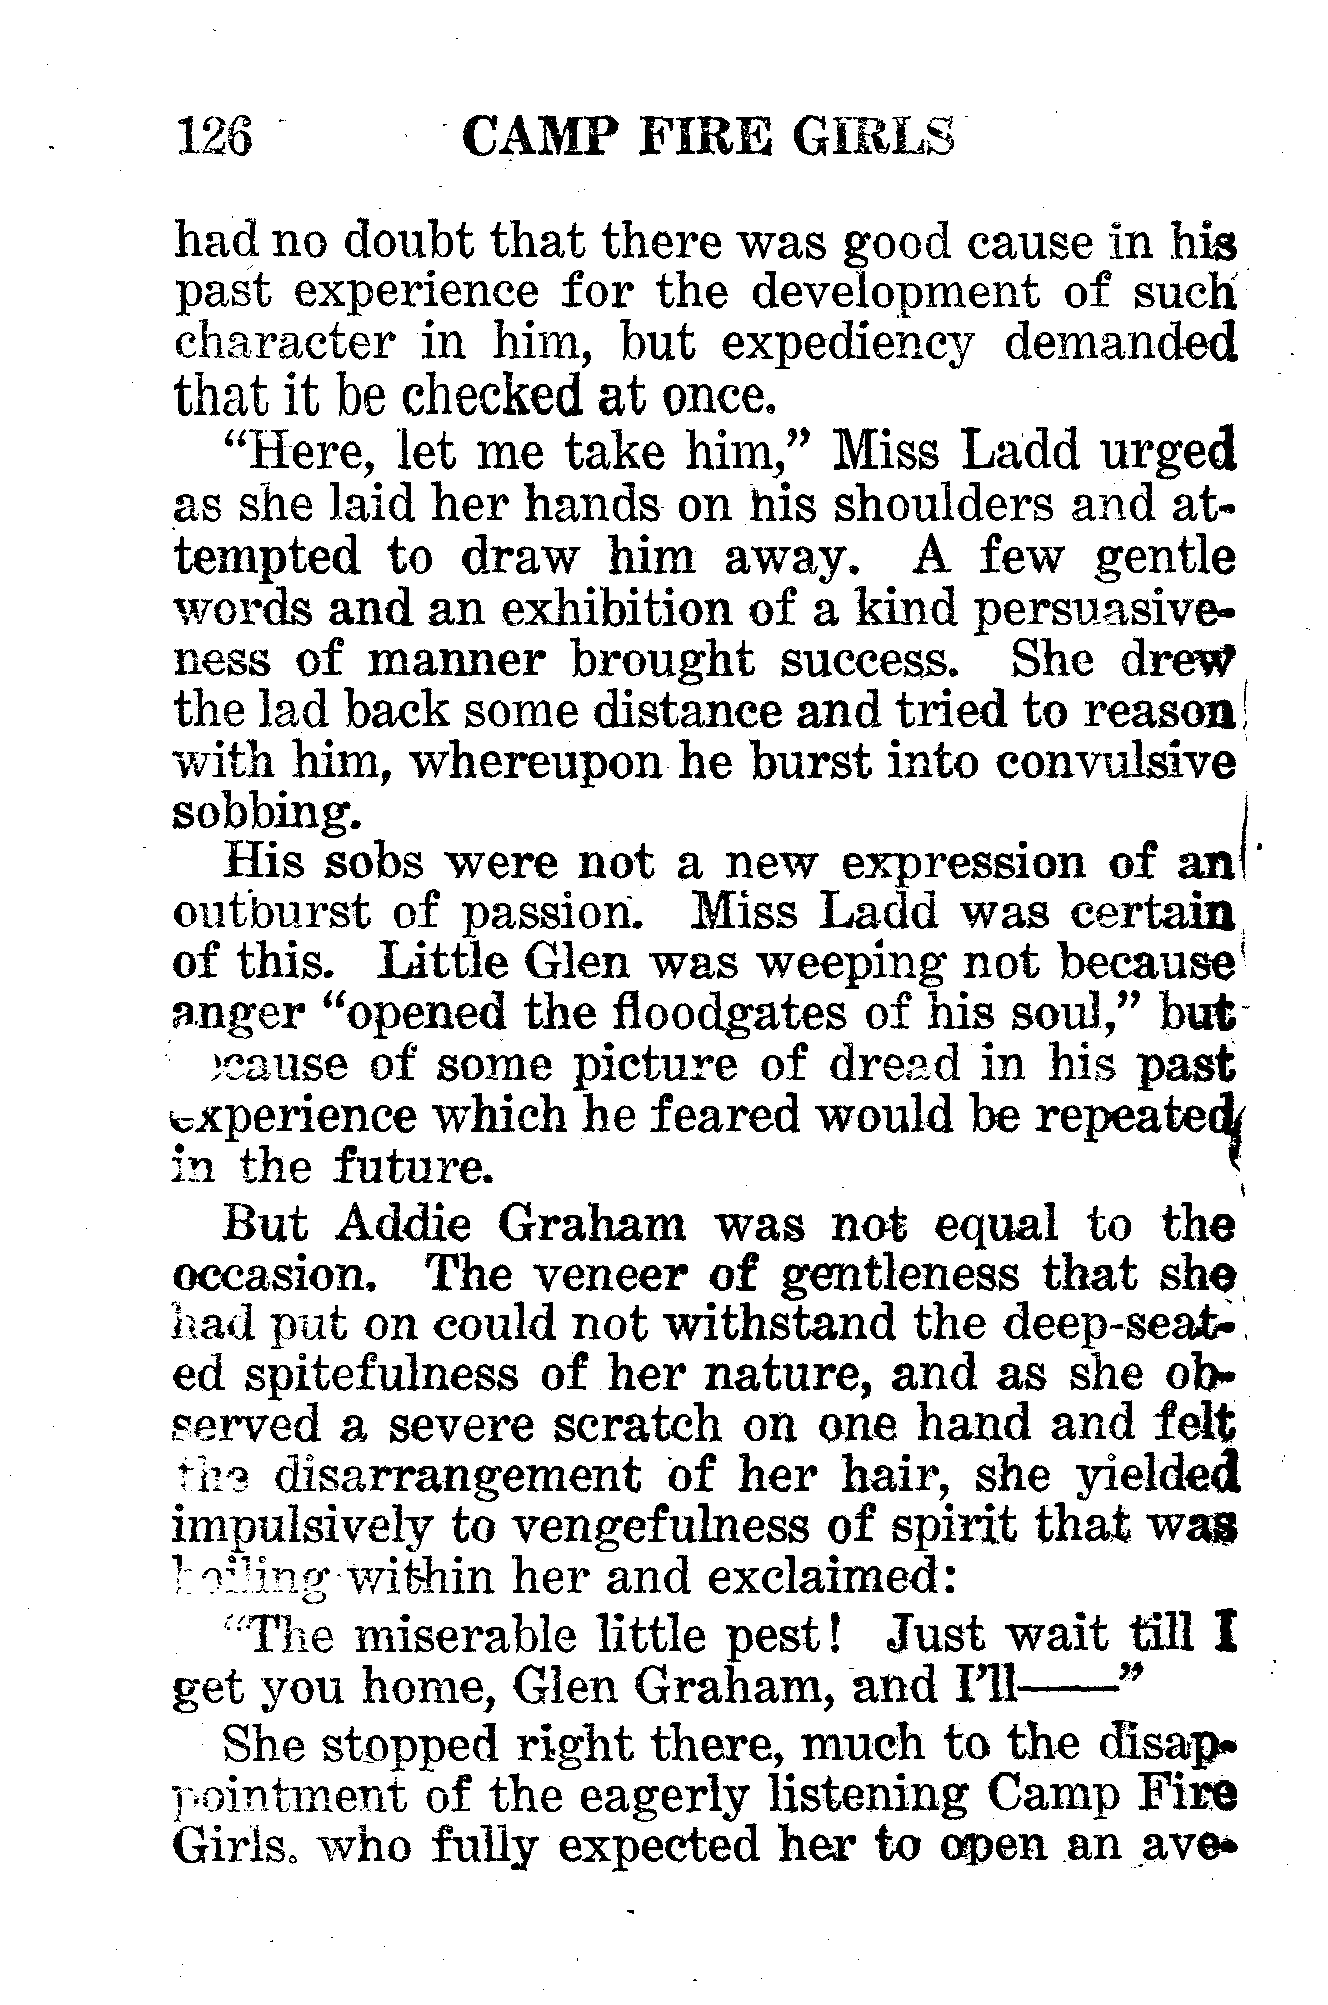 126 CAMP FIRE GIRLS
had no doubt that there was good cause in his
past experience for the development of such
character in him, but expediency demanded
that it be checked at once.
“Here, let me take him,” Miss Ladd urged
as she laid her hands on his shoulders and at-
tempted to draw him away. A few gentle
words and an exhibition of a kind persuasive-
ness of manner brought success. She drew
the lad back some distance and tried to reason
with him, whereupon he burst into convulsive
sobbing.
His sobs were not a new expression of an
outburst of passion. Miss Ladd was certain
of this. Little Glen was weeping not because
anger “opened the floodgates of his soul,” but
cause of some picture of dread in his past
experience which he feared would be repeated
in the future.
But Addie Graham was not equal to the
occasion. The veneer of gentleness that she
had put on could not withstand the deep-seat-
ed spitefulness of her nature, and as she ob-
served a severe scratch on one hand and felt
the disarrangement of her hair, she yielded
impulsively to vengefulness of spirit that was
boiling within her and exclaimed:
“The miserable little pest! Just wait till I
get you home, Glen Graham, and I’ll——”
She stopped right there, much to the disap-
pointment of the eagerly listening Camp Fire
Girls. who fully expected her to open an ave-